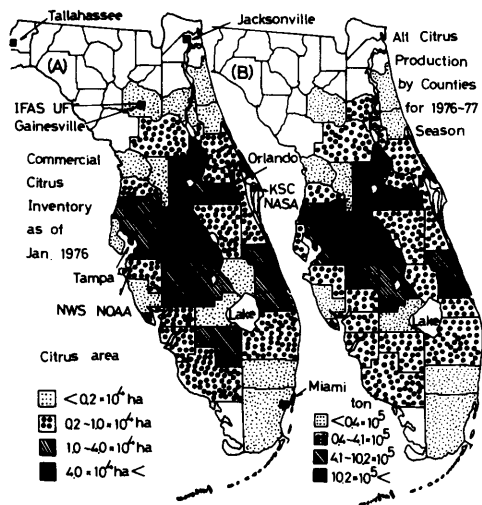 Tallahassee
Jacksonville
(A)
(B)
All Citrus
Production
by Counties
for 1976~77
Season
IFAS UF
Gainesville
Commercial
Citrus
Inventory
as of
Jan. 1976
Orlando
KSC
NASA
Tampa
NWS NOAA
Lake
Lake
Miami
Citrus area
<0.2×10⁴ ha
0.2~1.0×10⁴ ha
1.0~4.0×10⁴ ha
4.0×10⁴ ha<
ton
<0.4×10⁵
0.4~4.1×10⁵
4.1~10.2×10⁵
10.2×10⁵<